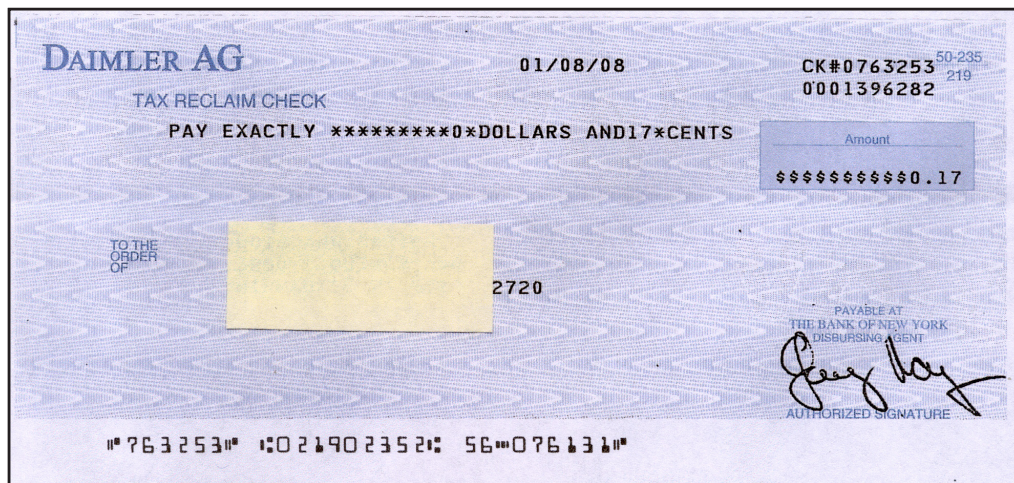 DAIMLER AG
01/08/08
CK#0763253
50-235
219
0001396282
TAX RECLAIM CHECK
PAY EXACTLY *********0*DOLLARS AND17*CENTS
Amount
$$$$$$$$$$0.17
TO THE
ORDER
OF
2720
PAYABLE AT
THE BANK OF NEW YORK
DISBURSING AGENT
AUTHORIZED SIGNATURE
⑈763253⑈ ⑆021902352⑆ 56⑉076131⑈